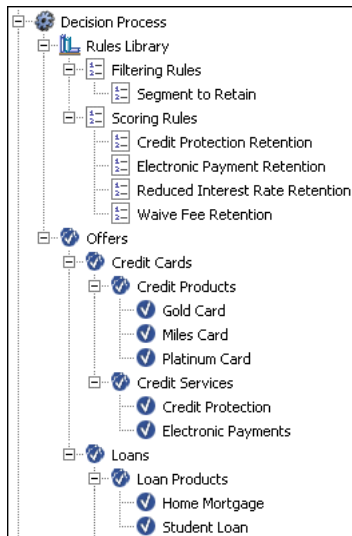 Decision Process
Rules Library
Filtering Rules
Segment to Retain
Scoring Rules
Credit Protection Retention
Electronic Payment Retention
Reduced Interest Rate Retention
Waive Fee Retention
Offers
Credit Cards
Credit Products
Gold Card
Miles Card
Platinum Card
Credit Services
Credit Protection
Electronic Payments
Loans
Loan Products
Home Mortgage
Student Loan